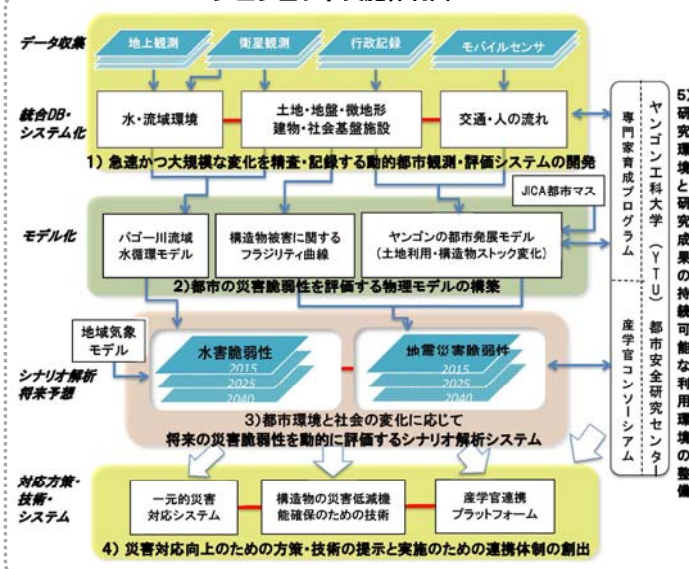 データ収集
地上観測
衛星観測
行政記録
モバイルセンサ
統合DB・
システム化
水・流域環境
土地・地盤・微地形
建物・社会基盤施設
交通・人の流れ
1) 急速かつ大規模な変化を精査・記録する動的都市観測・評価システムの開発
JICA都市マス
モデル化
バゴー川流域
水循環モデル
構造物被害に関する
フラジリティ曲線
ヤンゴンの都市発展モデル
(土地利用・構造物ストック変化)
2)都市の災害脆弱性を評価する物理モデルの構築
地域気象
モデル
シナリオ解析
将来予想
水害脆弱性
2015
2025
2040
地震災害脆弱性
2015
2025
2040
3)都市環境と社会の変化に応じて
将来の災害脆弱性を動的に評価するシナリオ解析システム
対応方策・
技術・
システム
一元的災害
対応システム
構造物の災害低減機
能確保のための技術
産学官連携
プラットフォーム
4) 災害対応向上のための方策・技術の提示と実施のための連携体制の創出
専門家育成プログラム
産学官コンソーシアム
ヤンゴン工科大学(YTU)都市安全研究センター
5)研究環境と研究成果の持続可能な利用環境の整備